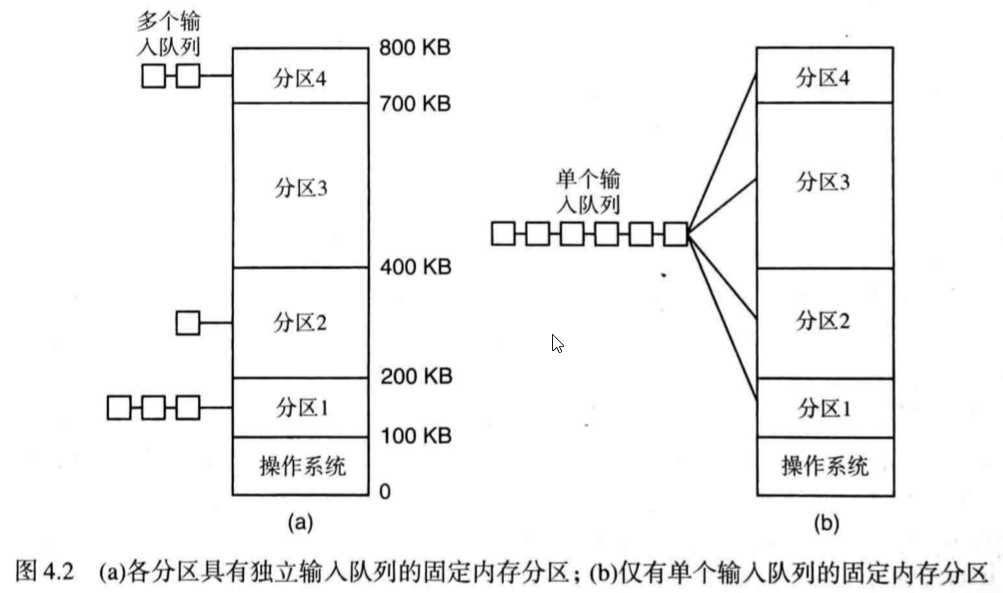 多个输
入队列
800 KB
分区4
700 KB
分区3
400 KB
分区2
200 KB
分区1
100 KB
操作系统
0
(a)
分区4
单个输
入队列
分区3
分区2
分区1
操作系统
(b)
图 4.2 (a)各分区具有独立输入队列的固定内存分区；(b)仅有单个输入队列的固定内存分区